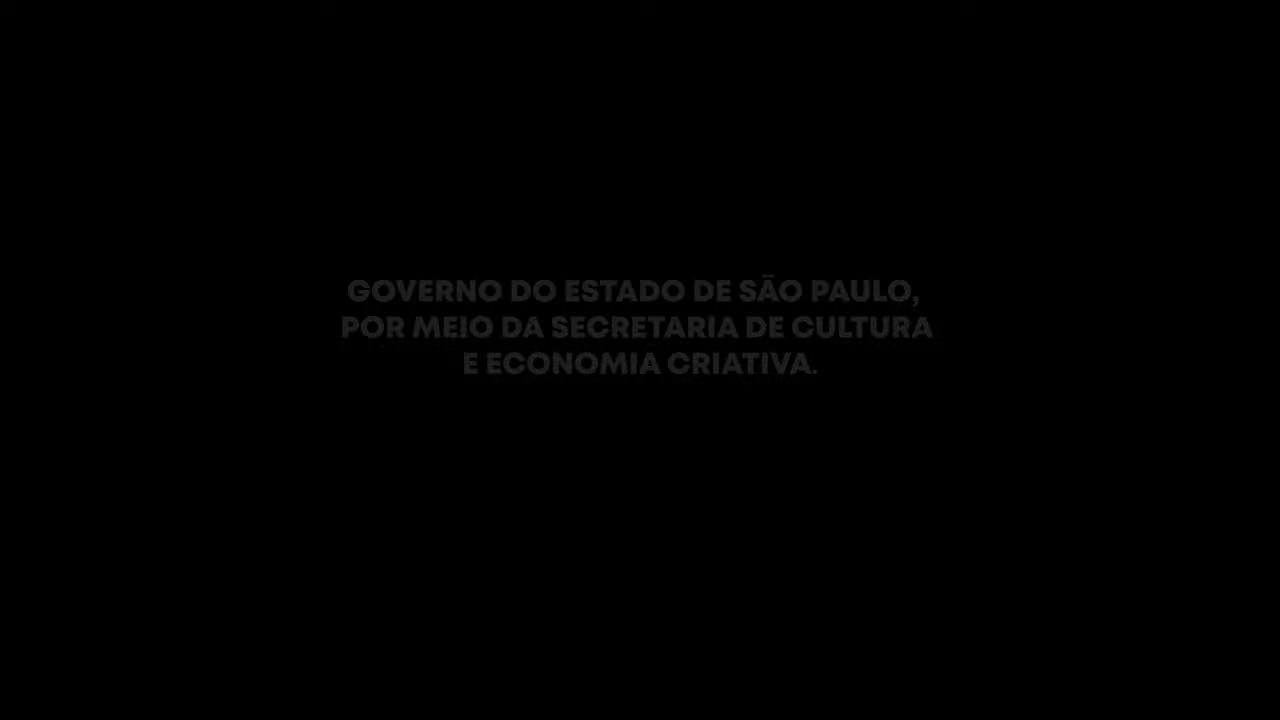 GOVERNO DO ESTADO DE SÃO PAULO,
POR MEIO DA SECRETARIA DE CULTURA
E ECONOMIA CRIATIVA.